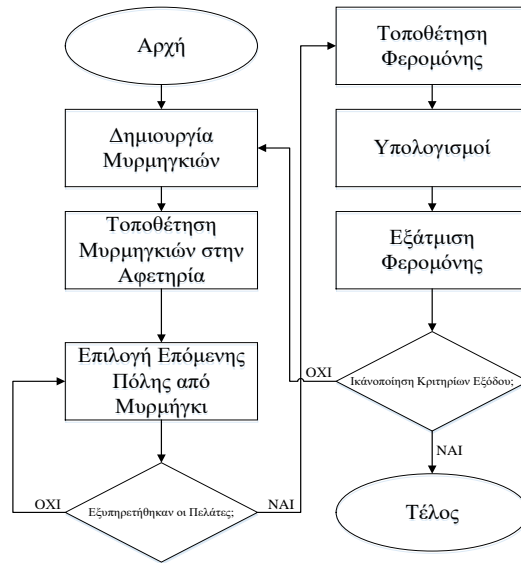 Αρχή
Δημιουργία
Μυρμηγκιών
Τοποθέτηση
Μυρμηγκιών στην
Αφετηρία
Επιλογή Επόμενης
Πόλης από
Μυρμήγκι
ΟΧΙ
Εξυπηρετήθηκαν οι Πελάτες;
ΝΑΙ
Τοποθέτηση
Φερομόνης
Υπολογισμοί
Εξάτμιση
Φερομόνης
ΟΧΙ
Ικάνοποίηση Κριτηρίων Εξόδου;
ΝΑΙ
Τέλος